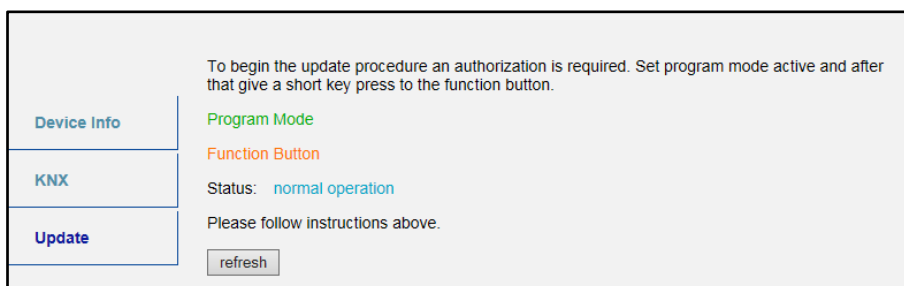 To begin the update procedure an authorization is required. Set program mode active and after
that give a short key press to the function button.
Device Info
Program Mode
Function Button
KNX
Status: normal operation
Please follow instructions above.
Update
refresh